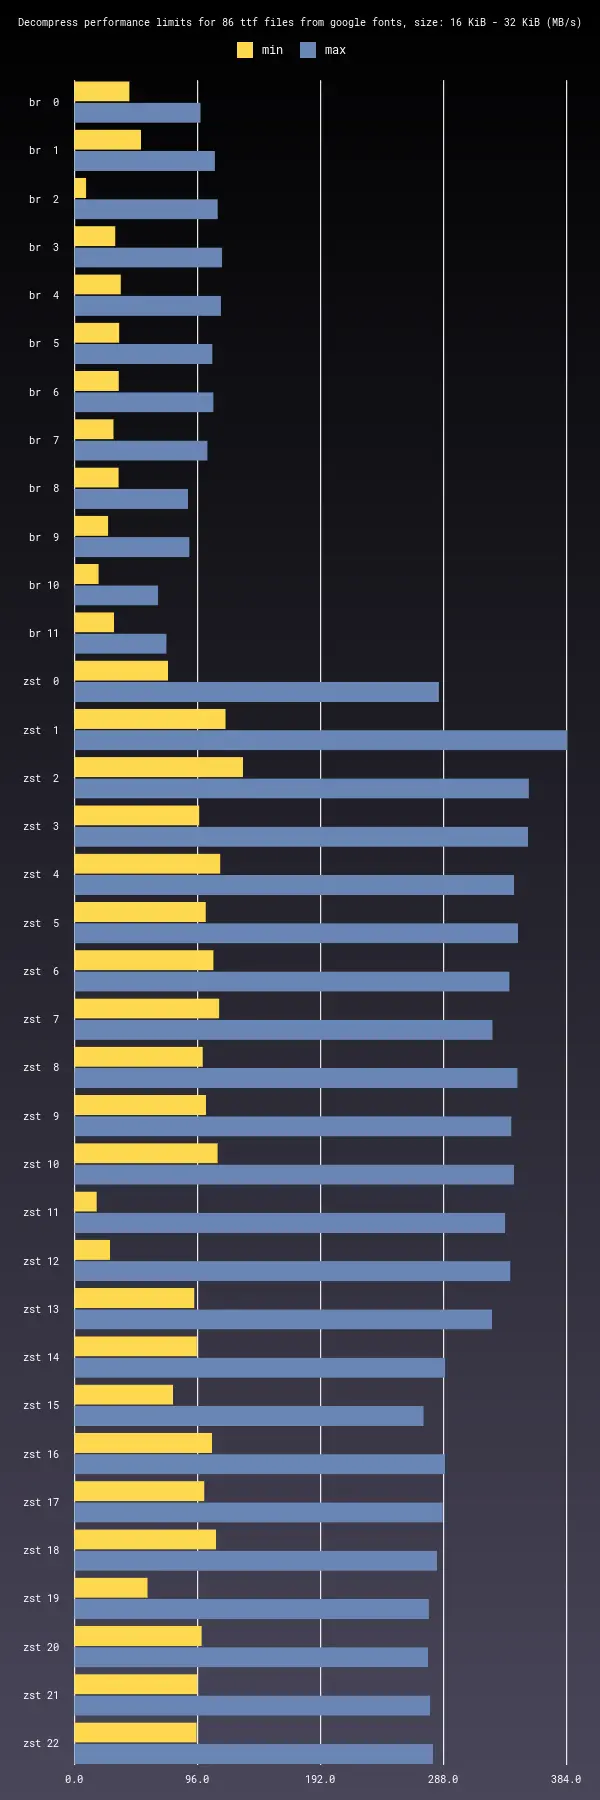 Decompress performance limits for 86 ttf files from google fonts, size: 16 KiB - 32 KiB (MB/s)
min max
br 0
br 1
br 2
br 3
br 4
br 5
br 6
br 7
br 8
br 9
br 10
br 11
zst 0
zst 1
zst 2
zst 3
zst 4
zst 5
zst 6
zst 7
zst 8
zst 9
zst 10
zst 11
zst 12
zst 13
zst 14
zst 15
zst 16
zst 17
zst 18
zst 19
zst 20
zst 21
zst 22
0.0 96.0 192.0 288.0 384.0